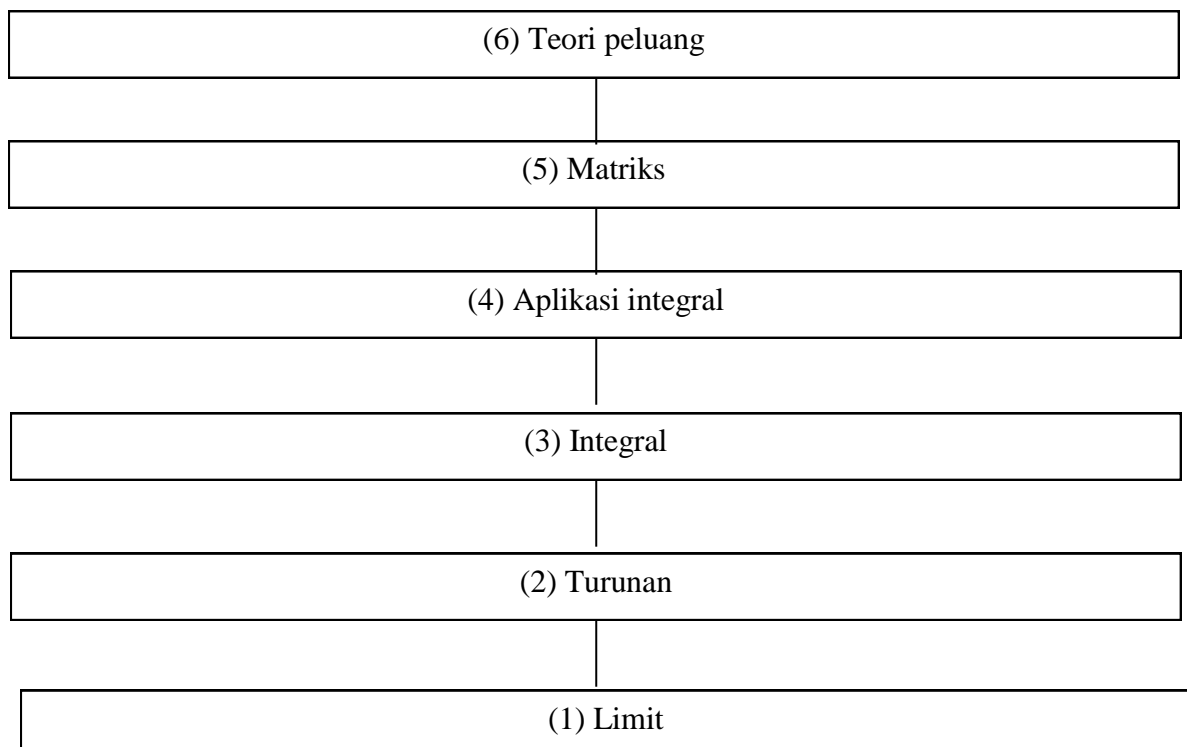 (6) Teori peluang
(5) Matriks
(4) Aplikasi integral
(3) Integral
(2) Turunan
(1) Limit